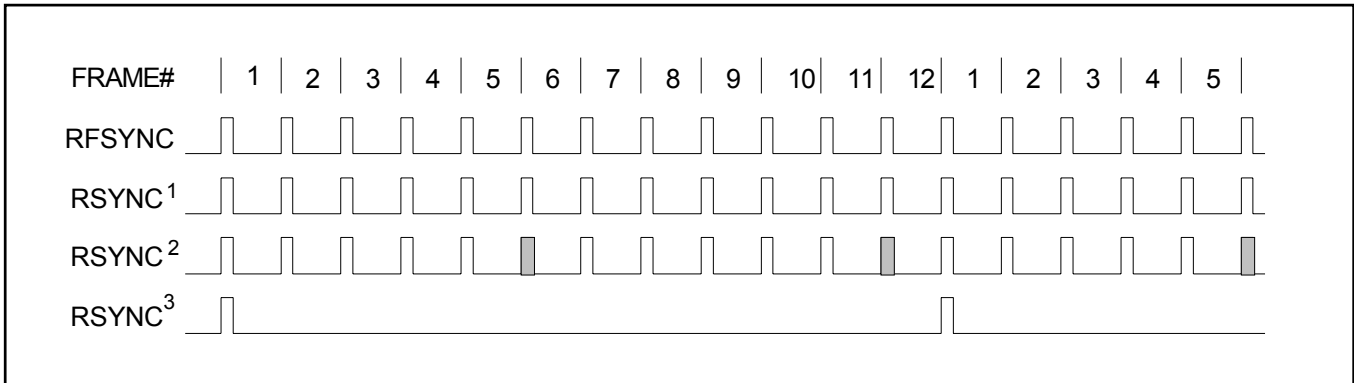 FRAME# 1 2 3 4 5 6 7 8 9 10 11 12 1 2 3 4 5
RFSYNC
RSYNC1
RSYNC2
RSYNC3